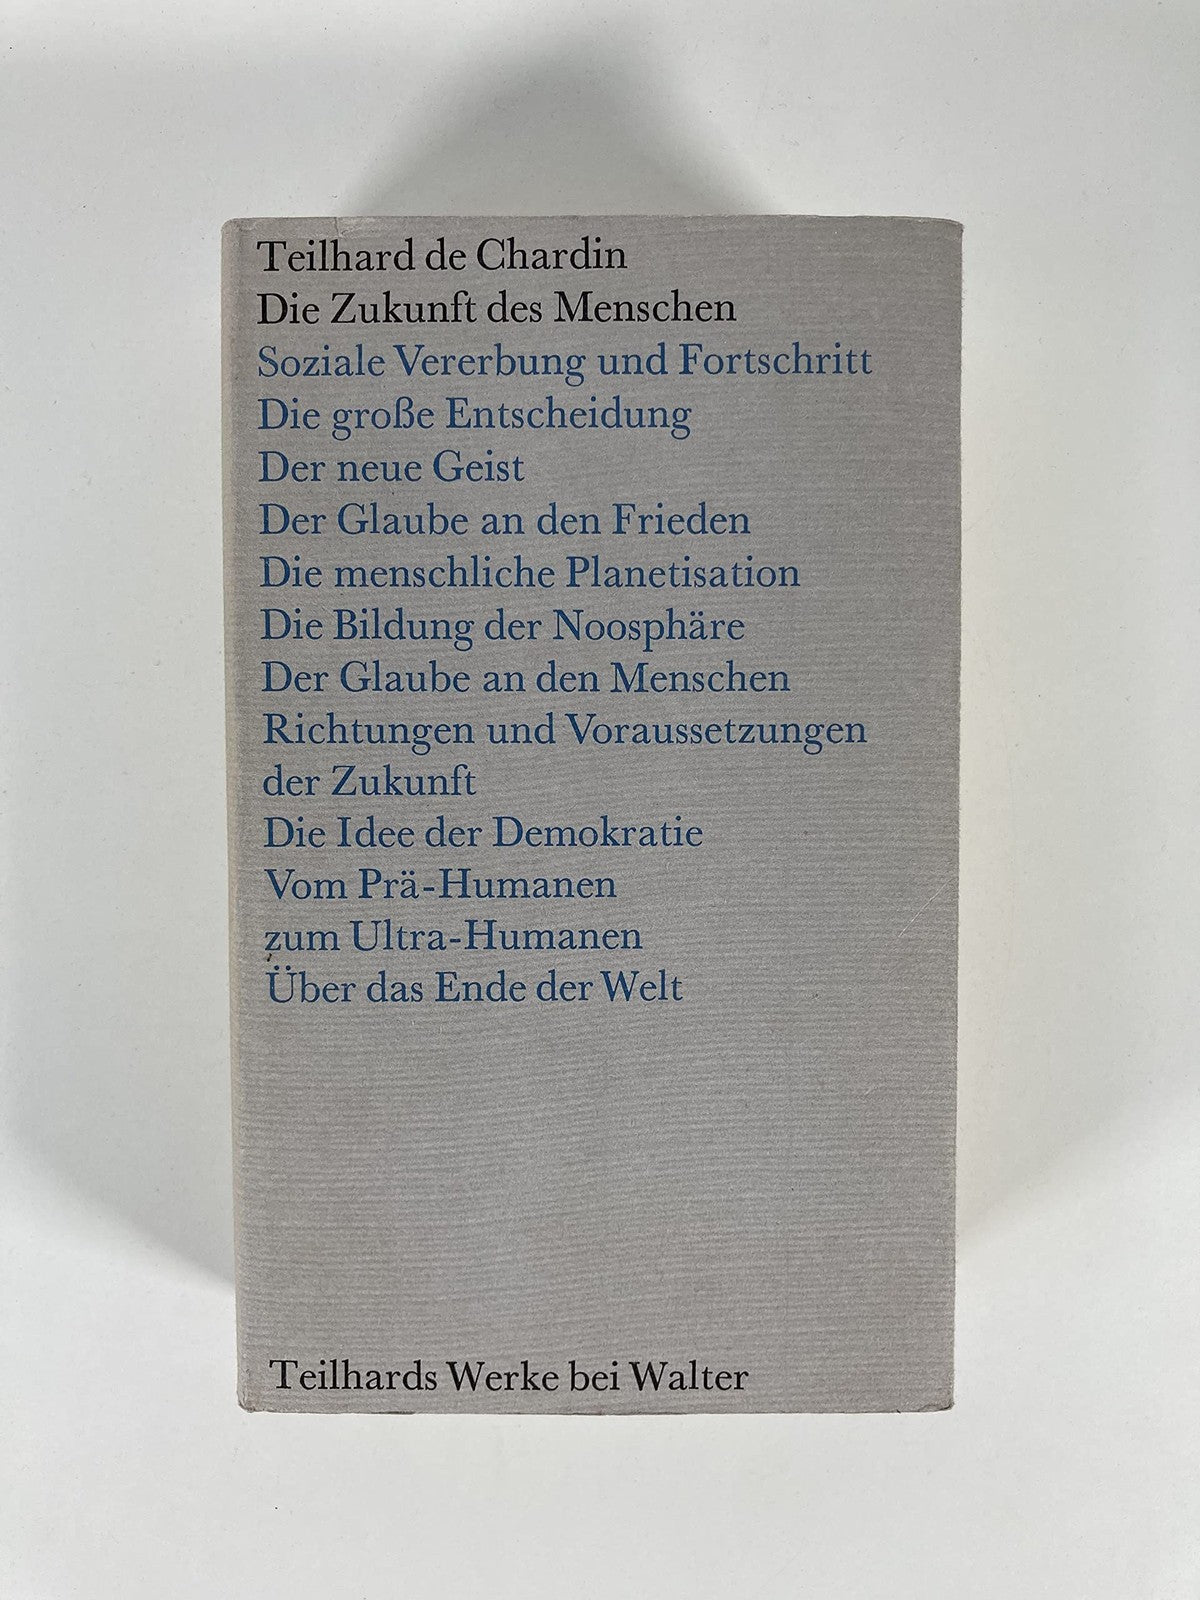 Teilhard de Chardin
Die Zukunft des Menschen
Soziale Vererbung und Fortschritt
Die große Entscheidung
Der neue Geist
Der Glaube an den Frieden
Die menschliche Planetisation
Die Bildung der Noosphäre
Der Glaube an den Menschen
Richtungen und Voraussetzungen
der Zukunft
Die Idee der Demokratie
Vom Prä-Humanen
zum Ultra-Humanen
Über das Ende der Welt
Teilhards Werke bei Walter